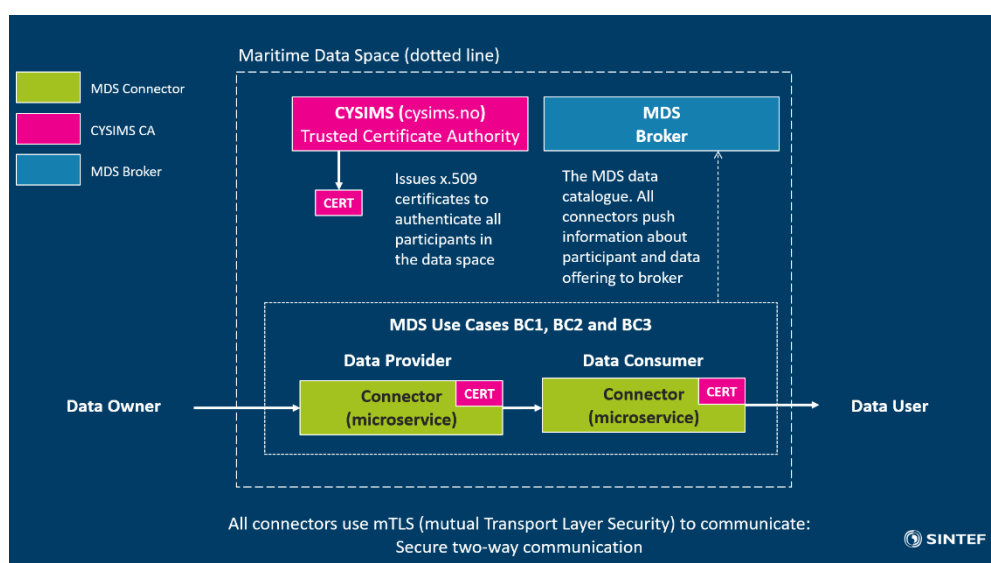 Maritime Data Space (dotted line)
MDS Connector
CYSIMS CA
MDS Broker
CYSIMS (cysims.no)
Trusted Certificate Authority
MDS
Broker
CERT
Issues x.509
certificates to
authenticate all
participants in
the data space
The MDS data
catalogue. All
connectors push
information about
participant and data
offering to broker
MDS Use Cases BC1, BC2 and BC3
Data Provider
Data Consumer
Data Owner
Connector
(microservice)
CERT
Connector
(microservice)
CERT
Data User
All connectors use mTLS (mutual Transport Layer Security) to communicate:
Secure two-way communication
SINTEF